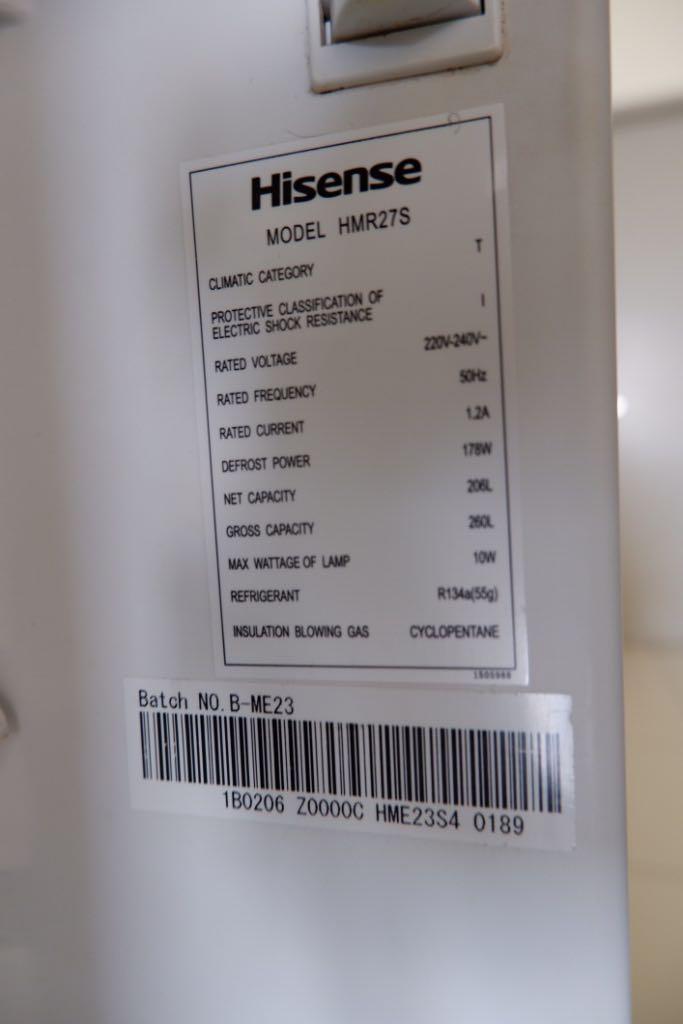 Hisense
MODEL HMR27S
CLIMATIC CATEGORY T
PROTECTIVE CLASSIFICATION OF
ELECTRIC SHOCK RESISTANCE I
RATED VOLTAGE 220V-240V~
RATED FREQUENCY 50Hz
RATED CURRENT 1.2A
DEFROST POWER 178W
NET CAPACITY 206L
GROSS CAPACITY 260L
MAX WATTAGE OF LAMP 10W
REFRIGERANT R134a(55g)
INSULATION BLOWING GAS CYCLOPENTANE
Batch NO. B-ME23
1B0206 Z0000C HME23S4 0189